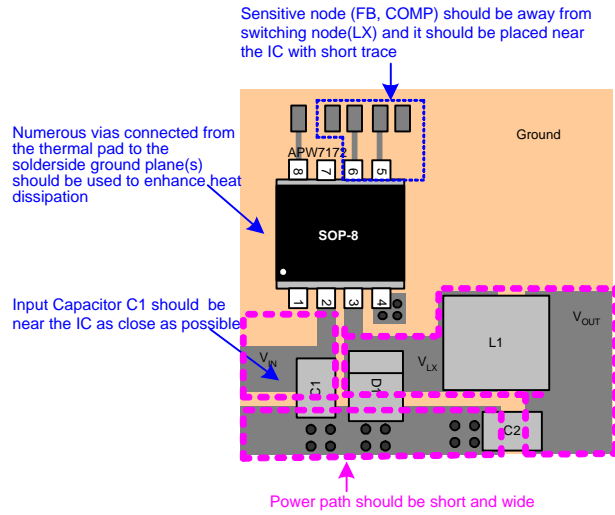 Sensitive node (FB, COMP) should be away from
switching node(LX) and it should be placed near
the IC with short trace
Numerous vias connected from
the thermal pad to the
solderside ground plane(s)
should be used to enhance heat
dissipation
Ground
APW7172
8
7
6
5
SOP-8
1
2
3
4
Input Capacitor C1 should be
near the IC as close as possible
VIN
VLX
L1
VOUT
C1
D1
C2
Power path should be short and wide